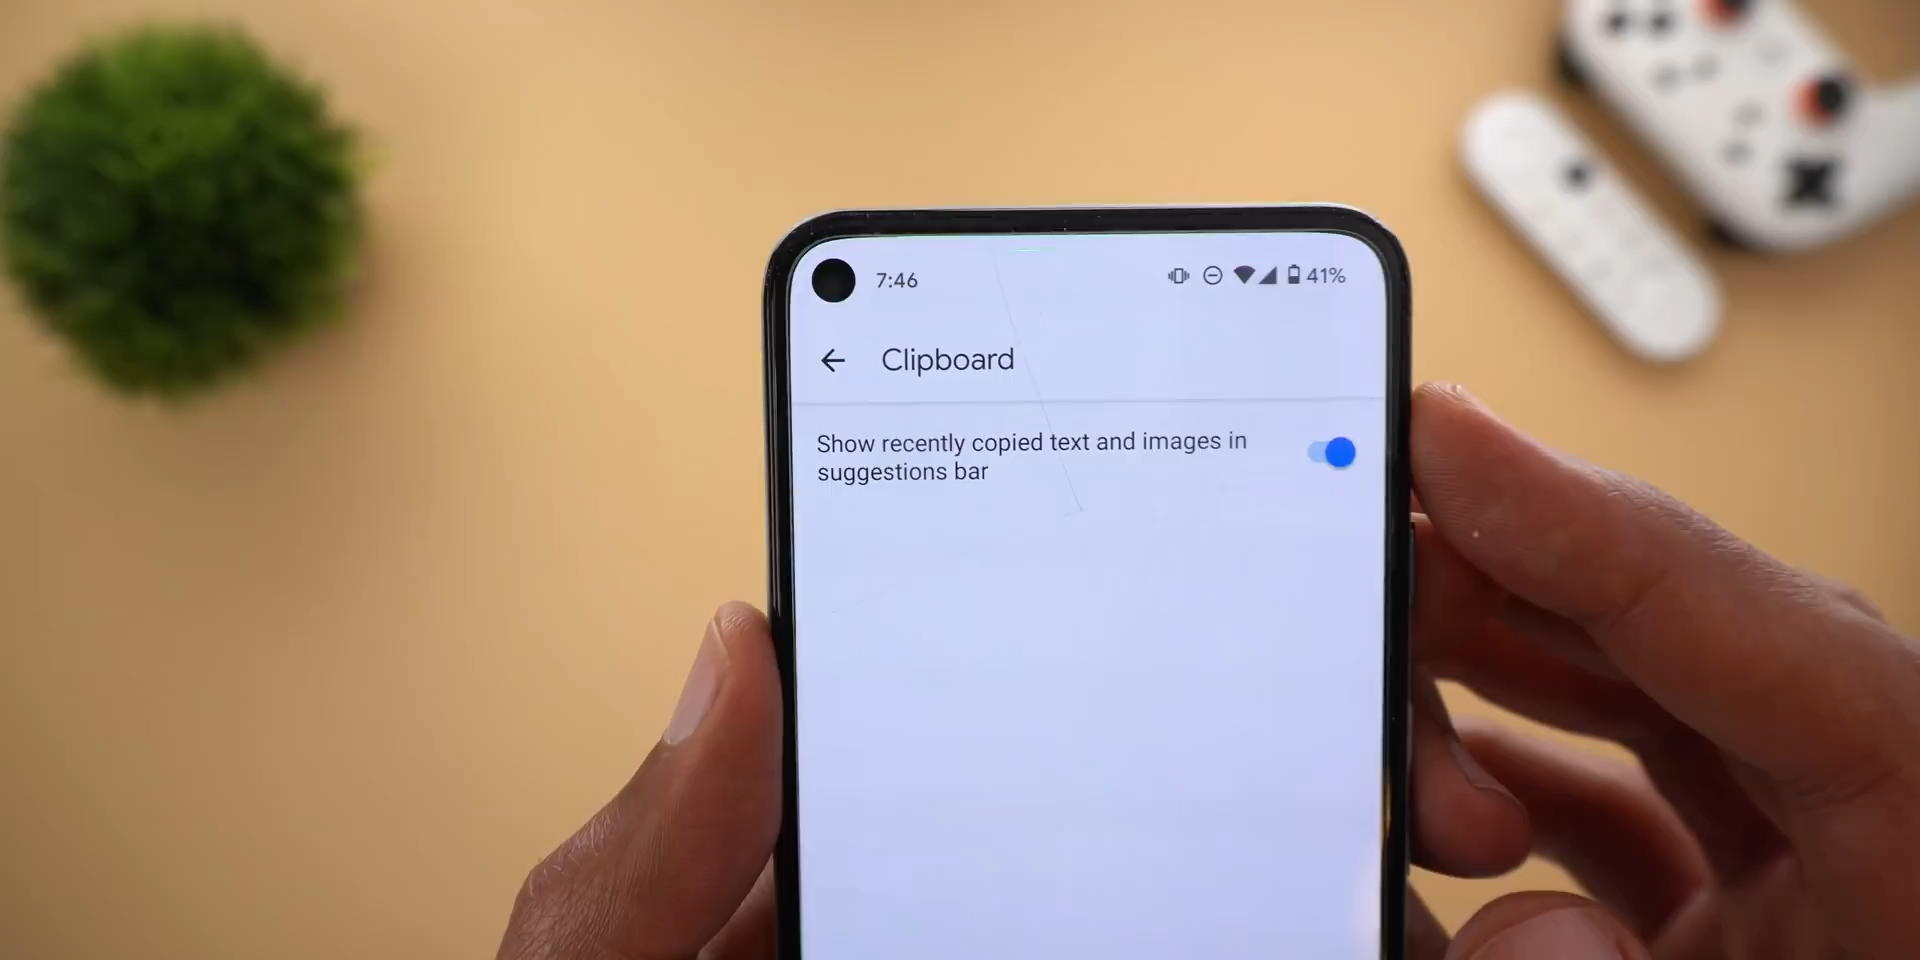 7:46
41%
Clipboard
Show recently copied text and images in
suggestions bar